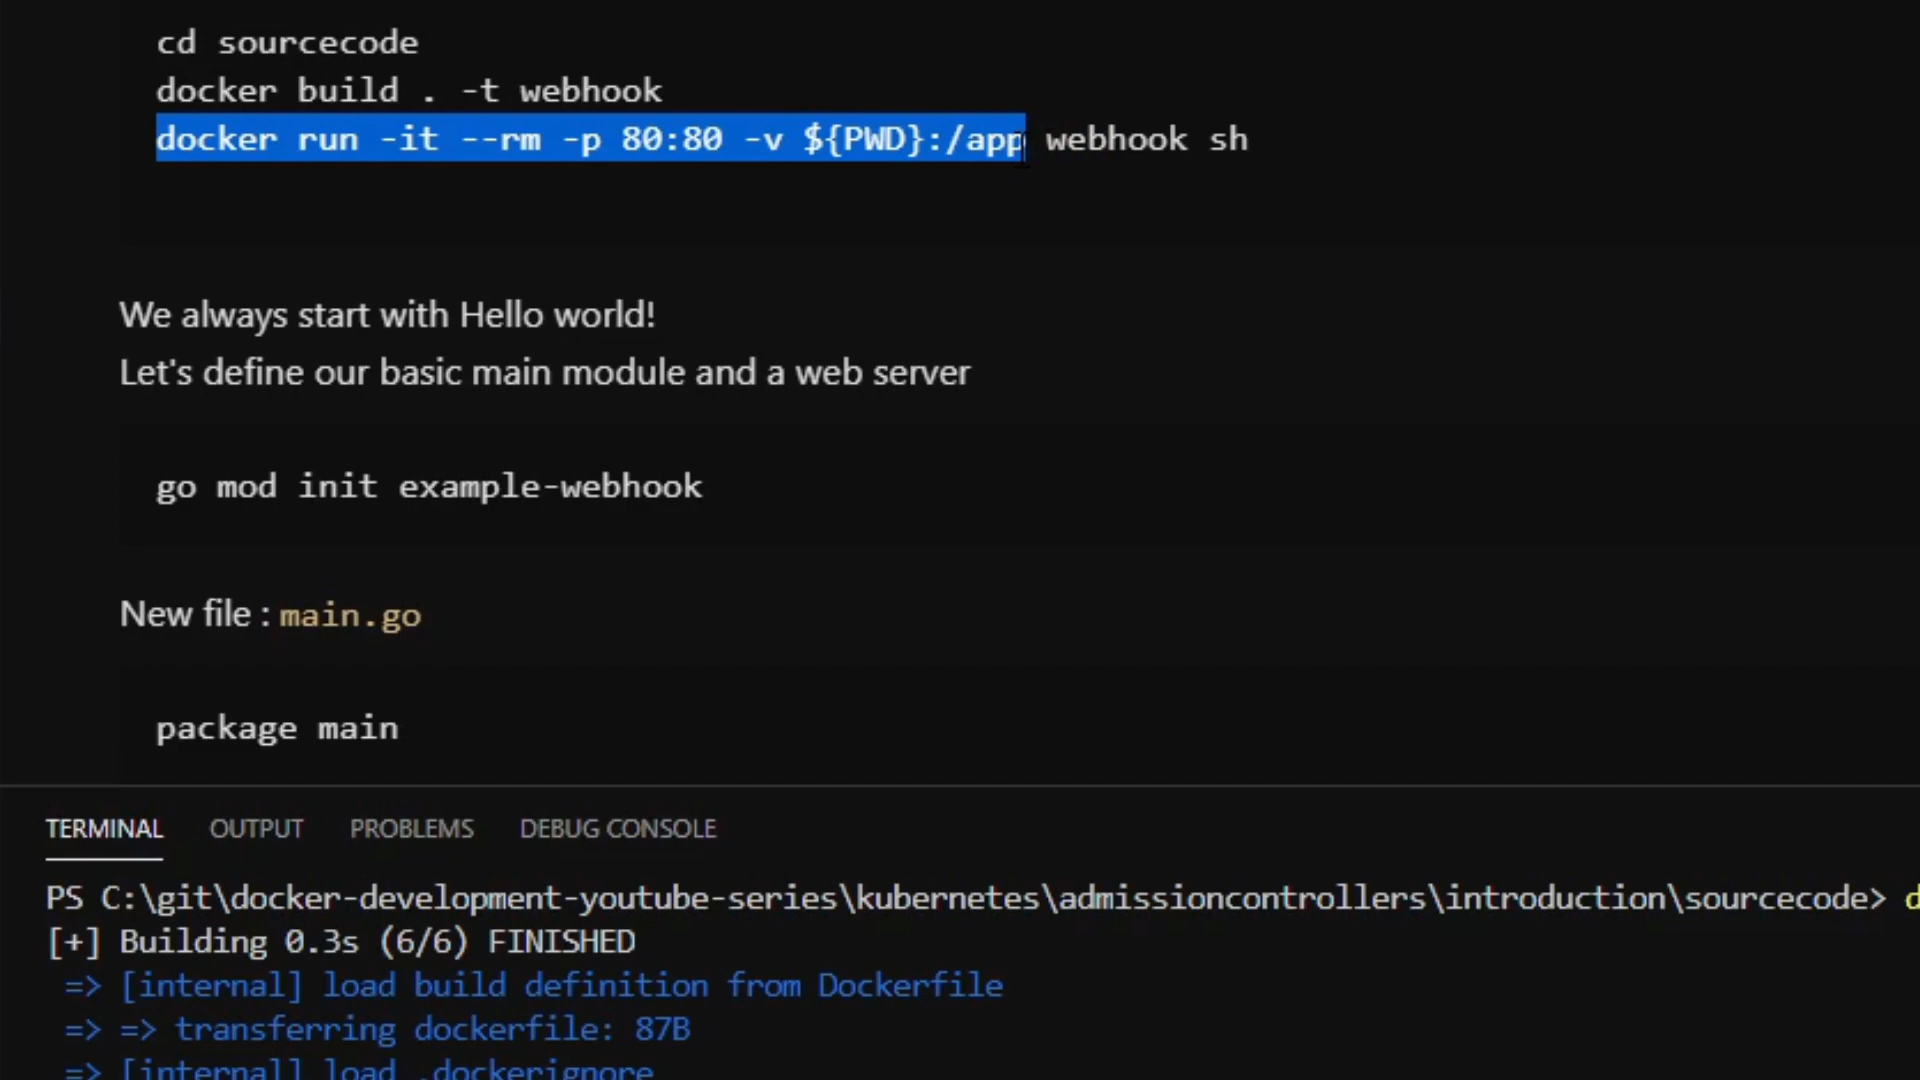 cd sourcecode
docker build . -t webhook
docker run -it --rm -p 80:80 -v ${PWD}:/app webhook sh
We always start with Hello world!
Let's define our basic main module and a web server
go mod init example-webhook
New file : main.go
package main
TERMINAL OUTPUT PROBLEMS DEBUG CONSOLE
PS C:\git\docker-development-youtube-series\kubernetes\admissioncontrollers\introduction\sourcecode> d
[+] Building 0.3s (6/6) FINISHED
=> [internal] load build definition from Dockerfile
=> => transferring dockerfile: 87B
=> [internal] load .dockerignore